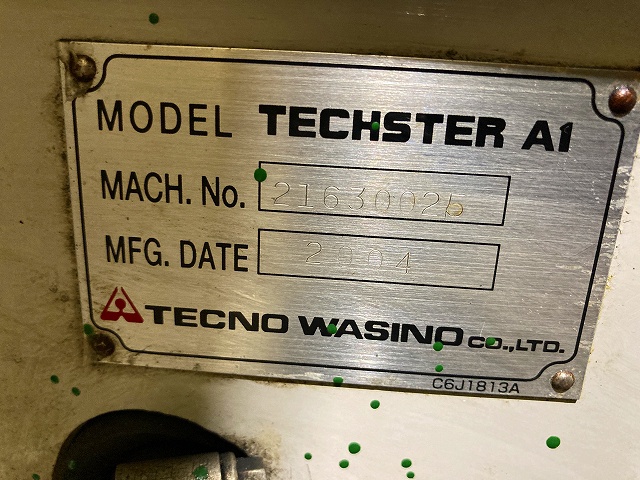 MODEL TECHSTER A1
MACH. No. 21630026
MFG. DATE 2004
TECNO WASINO CO.,LTD.
C6J1813A